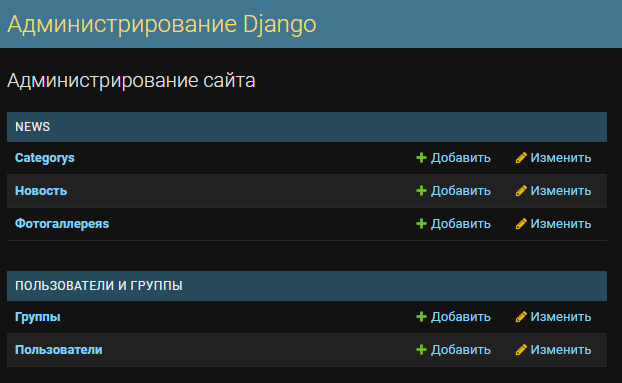 Администрирование Django
Администрирование сайта
NEWS
Categorys Добавить Изменить
Новость Добавить Изменить
Фотогаллереяs Добавить Изменить
ПОЛЬЗОВАТЕЛИ И ГРУППЫ
Группы Добавить Изменить
Пользователи Добавить Изменить